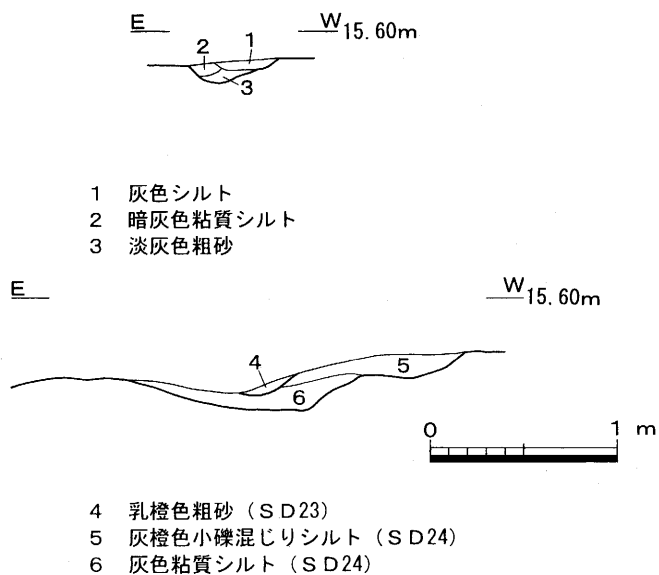 E W 15.60m
2 1
3
1 灰色シルト
2 暗灰色粘質シルト
3 淡灰色粗砂
E W 15.60m
4 5
6
0 1 m
4 乳橙色粗砂（ＳＤ23）
5 灰橙色小礫混じりシルト（ＳＤ24）
6 灰色粘質シルト（ＳＤ24）